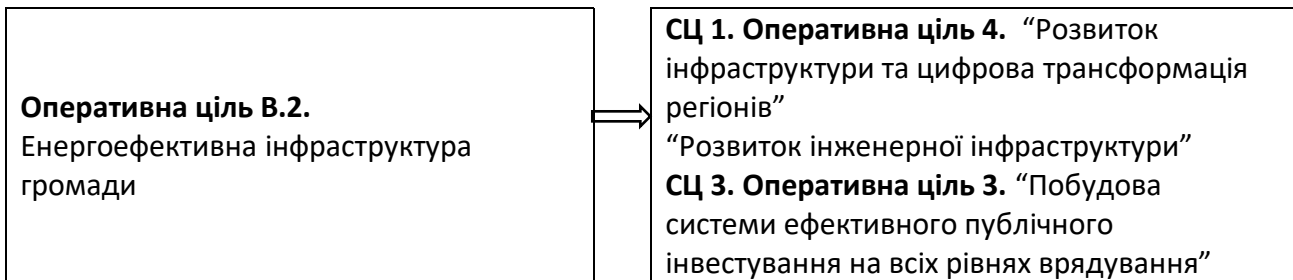 Оперативна ціль В.2.
Енергоефективна інфраструктура
громади
СЦ 1. Оперативна ціль 4. “Розвиток
інфраструктури та цифрова трансформація
регіонів”
“Розвиток інженерної інфраструктури”
СЦ 3. Оперативна ціль 3. “Побудова
системи ефективного публічного
інвестування на всіх рівнях врядування”